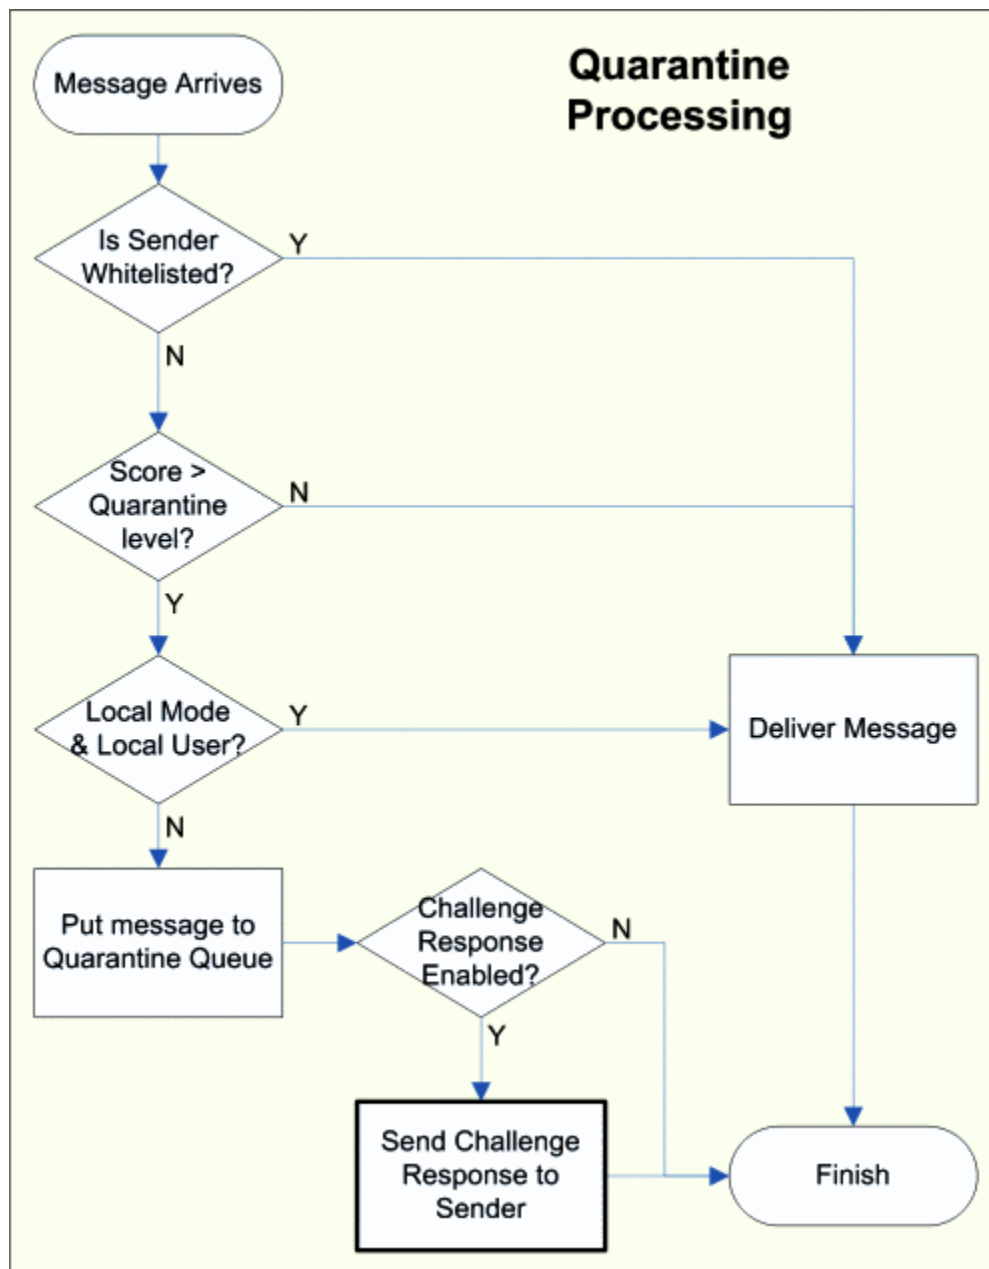 Quarantine
Processing
Message Arrives
Is Sender
Whitelisted?
Y
N
Score >
Quarantine
level?
N
Y
Local Mode
& Local User?
Y
Deliver Message
N
Put message to
Quarantine Queue
Challenge
Response
Enabled?
N
Y
Send Challenge
Response to
Sender
Finish